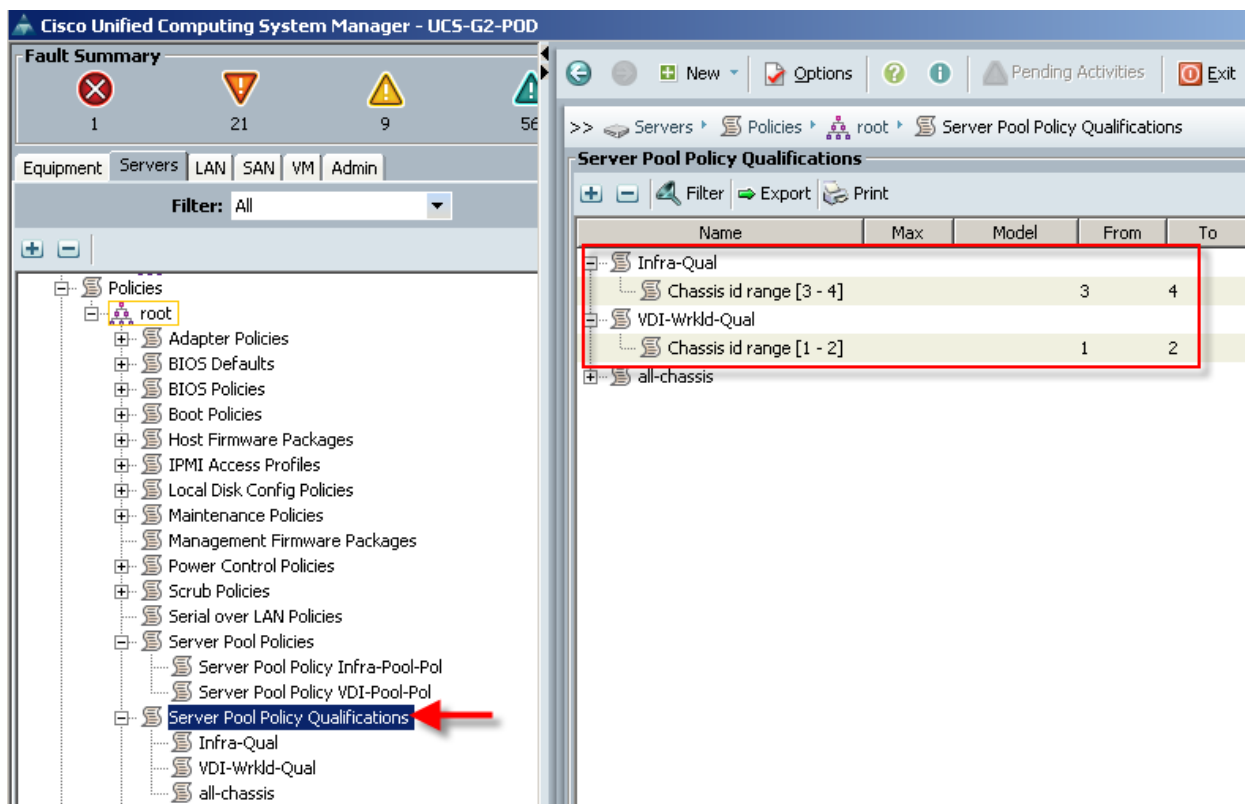 Cisco Unified Computing System Manager - UCS-G2-POD
Fault Summary
1 21 9 56
Equipment Servers LAN SAN VM Admin
Filter: All
Policies
root
Adapter Policies
BIOS Defaults
BIOS Policies
Boot Policies
Host Firmware Packages
IPMI Access Profiles
Local Disk Config Policies
Maintenance Policies
Management Firmware Packages
Power Control Policies
Scrub Policies
Serial over LAN Policies
Server Pool Policies
Server Pool Policy Infra-Pool-Pol
Server Pool Policy VDI-Pool-Pol
Server Pool Policy Qualifications
Infra-Qual
VDI-Wrkld-Qual
all-chassis
New Options Pending Activities Exit
>> Servers Policies root Server Pool Policy Qualifications
Server Pool Policy Qualifications
Filter Export Print
Name Max Model From To
Infra-Qual
Chassis id range [3 - 4] 3 4
VDI-Wrkld-Qual
Chassis id range [1 - 2] 1 2
all-chassis